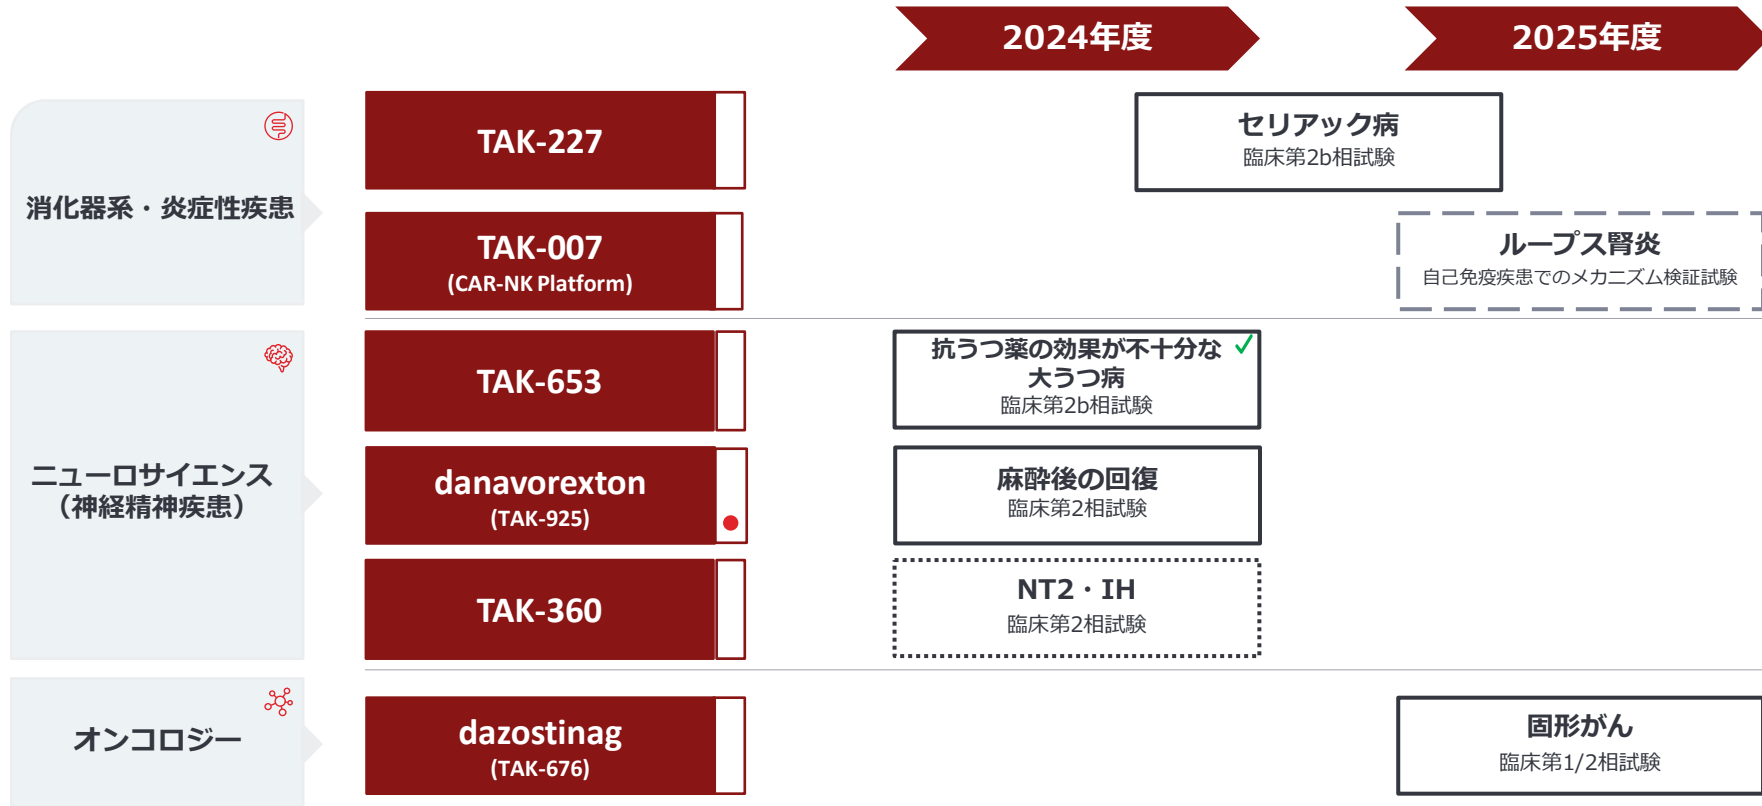 2024年度
2025年度
消化器系・炎症性疾患
TAK-227
セリアック病
臨床第2b相試験
TAK-007
(CAR-NK Platform)
ループス腎炎
自己免疫疾患でのメカニズム検証試験
ニューロサイエンス
（神経精神疾患）
TAK-653
抗うつ薬の効果が不十分な
大うつ病
臨床第2b相試験
danavorexton
(TAK-925)
麻酔後の回復
臨床第2相試験
TAK-360
NT2・IH
臨床第2相試験
オンコロジー
dazostinag
(TAK-676)
固形がん
臨床第1/2相試験